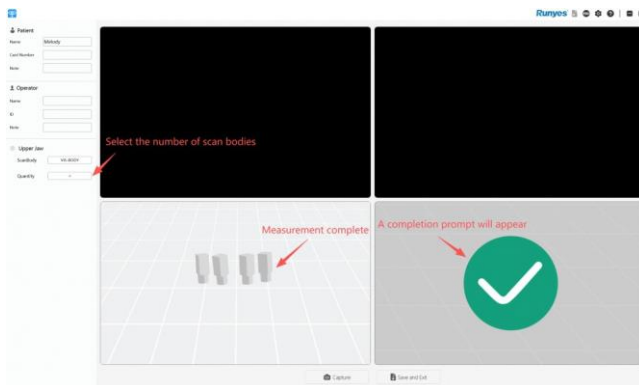 Runyes
Patient
Name Melody
Card Number
Note
Operator
Name
ID
Note
Upper Jaw
ScanBody
Quantity
Select the number of scan bodies
Measurement complete
A completion prompt will appear
Capture
Save and Exit